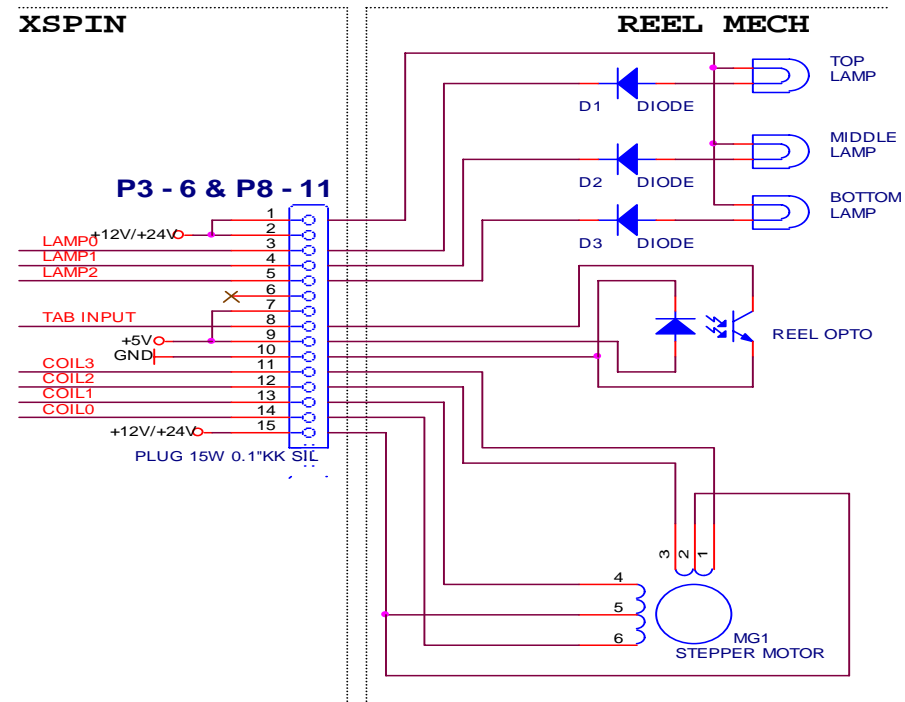 XSPIN
REEL MECH
TOP
LAMP
D1
DIODE
MIDDLE
LAMP
D2
DIODE
BOTTOM
LAMP
D3
DIODE
P3 - 6 & P8 - 11
1
+12V/+24V
2
LAMP0
3
LAMP1
4
LAMP2
5
6
7
TAB INPUT
8
+5V
9
GND
10
COIL3
11
COIL2
12
COIL1
13
COIL0
14
+12V/+24V
15
PLUG 15W 0.1"KK SIL
REEL OPTO
3
2
1
4
5
6
MG1
STEPPER MOTOR